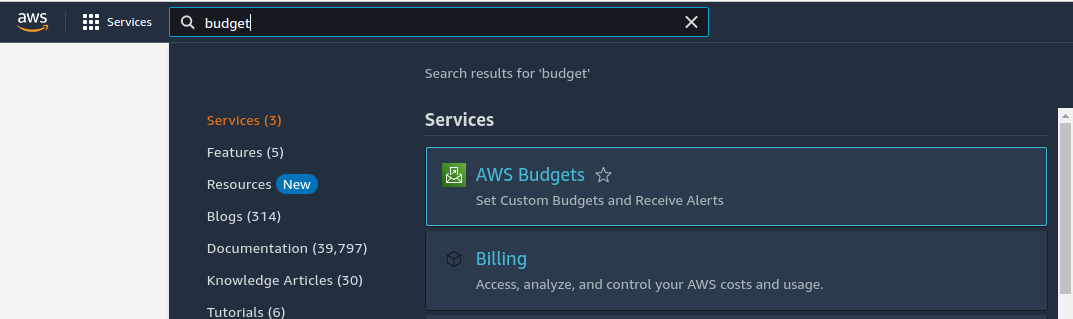 aws
Services
budget
Search results for 'budget'
Services (3)
Features (5)
Resources New
Blogs (314)
Documentation (39,797)
Knowledge Articles (30)
Tutorials (6)
Services
AWS Budgets
Set Custom Budgets and Receive Alerts
Billing
Access, analyze, and control your AWS costs and usage.